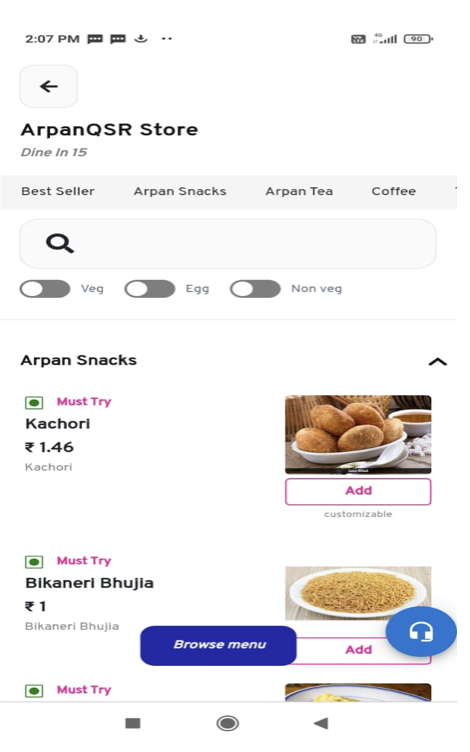 2:07 PM
4G
90
ArpanQSR Store
Dine In 15
Best Seller Arpan Snacks Arpan Tea Coffee
Veg Egg Non veg
Arpan Snacks
Must Try
Kachori
₹ 1.46
Kachori
Add
customizable
Must Try
Bikaneri Bhujia
₹ 1
Bikaneri Bhujia
Add
Browse menu
Must Try